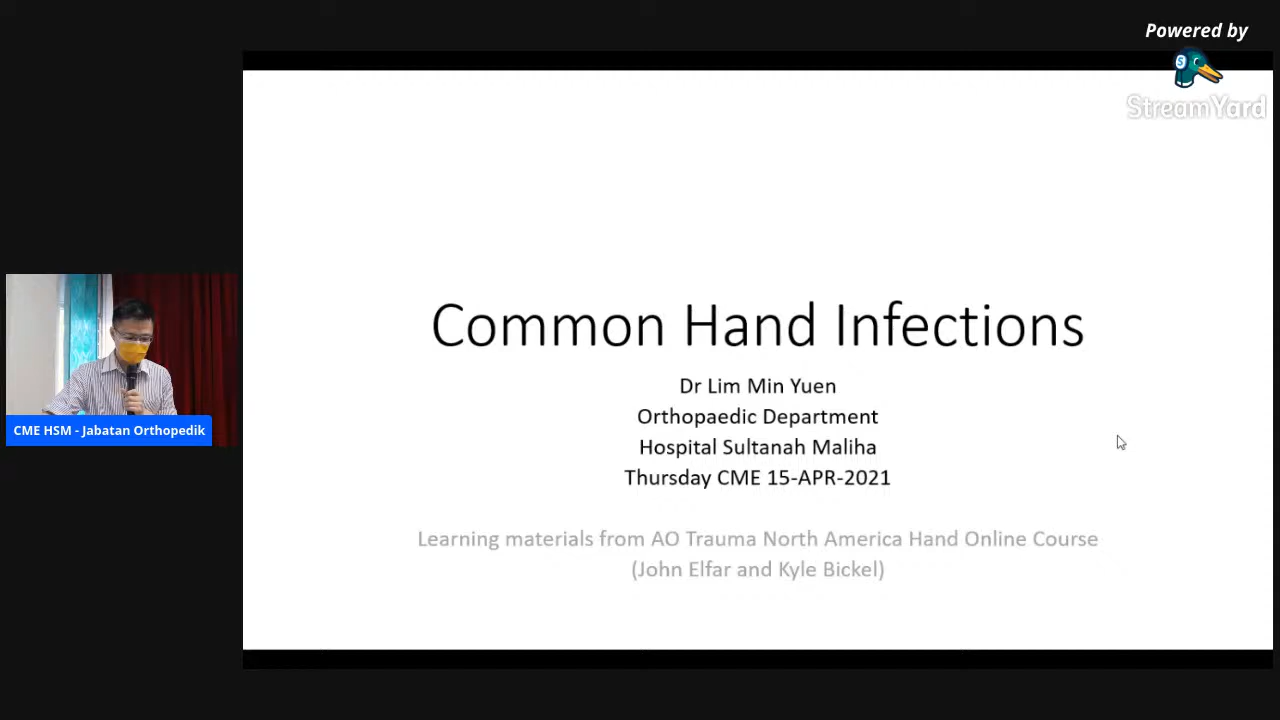 Powered by
StreamYard
Common Hand Infections
Dr Lim Min Yuen
Orthopaedic Department
Hospital Sultanah Maliha
Thursday CME 15-APR-2021
Learning materials from AO Trauma North America Hand Online Course
(John Elfar and Kyle Bickel)
CME HSM - Jabatan Orthopedik